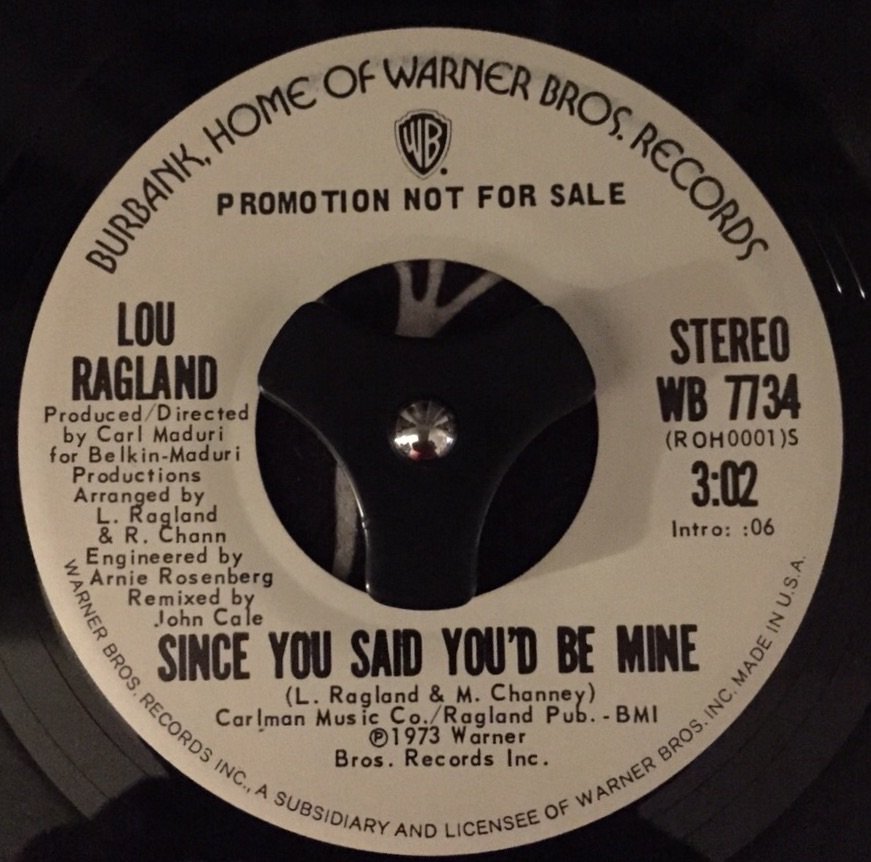 BURBANK, HOME OF WARNER BROS. RECORDS
WB
PROMOTION NOT FOR SALE
LOU
RAGLAND
Produced/Directed
by Carl Maduri
for Belkin-Maduri
Productions
Arranged by
L. Ragland
& R. Chann
Engineered by
Arnie Rosenberg
Remixed by
John Cale
STEREO
WB 7734
(ROH0001)S
3:02
Intro: :06
SINCE YOU SAID YOU'D BE MINE
(L. Ragland & M. Channey)
Carlman Music Co./Ragland Pub. - BMI
℗1973 Warner
Bros. Records Inc.
WARNER BROS. RECORDS INC., A SUBSIDIARY AND LICENSEE OF WARNER BROS. INC. MADE IN U.S.A.